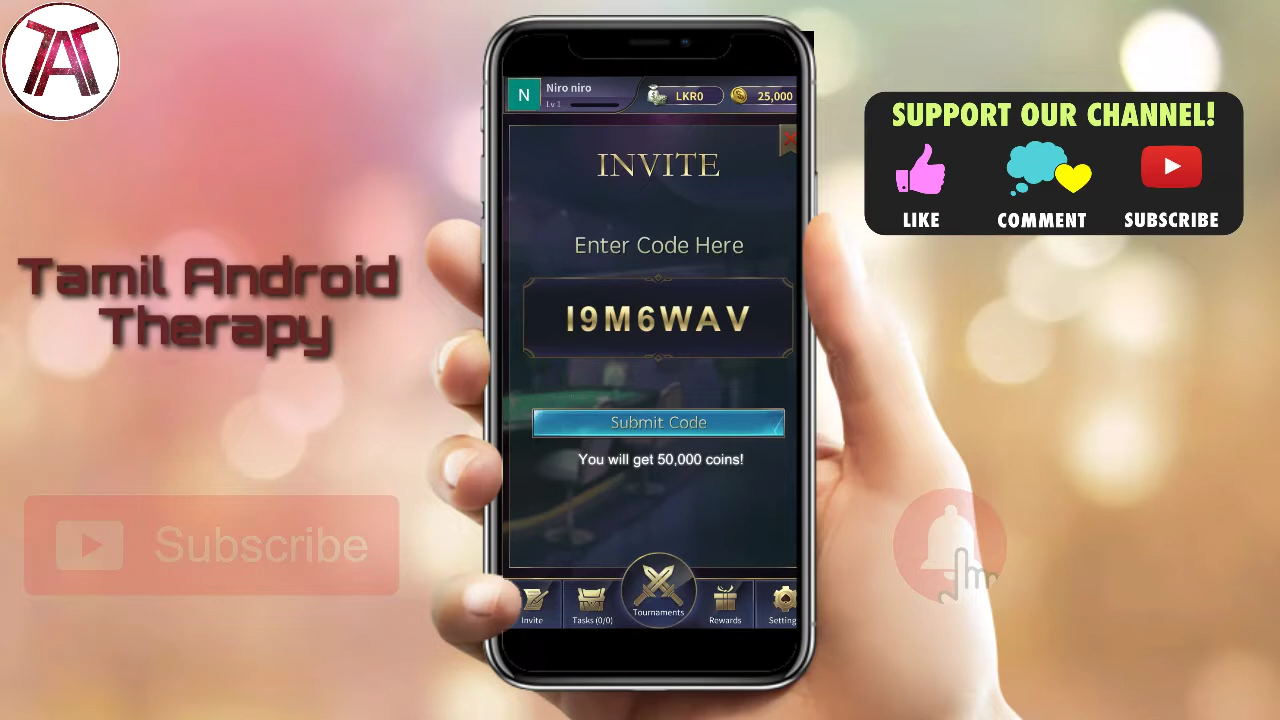 TAT
Niro niro
Lv 1
LKR0
25,000
INVITE
Enter Code Here
I9M6WAV
Submit Code
You will get 50,000 coins!
Invite
Tasks (0/0)
Tournaments
Rewards
Setting
N
Tamil Android
Therapy
Subscribe
SUPPORT OUR CHANNEL!
LIKE
COMMENT
SUBSCRIBE